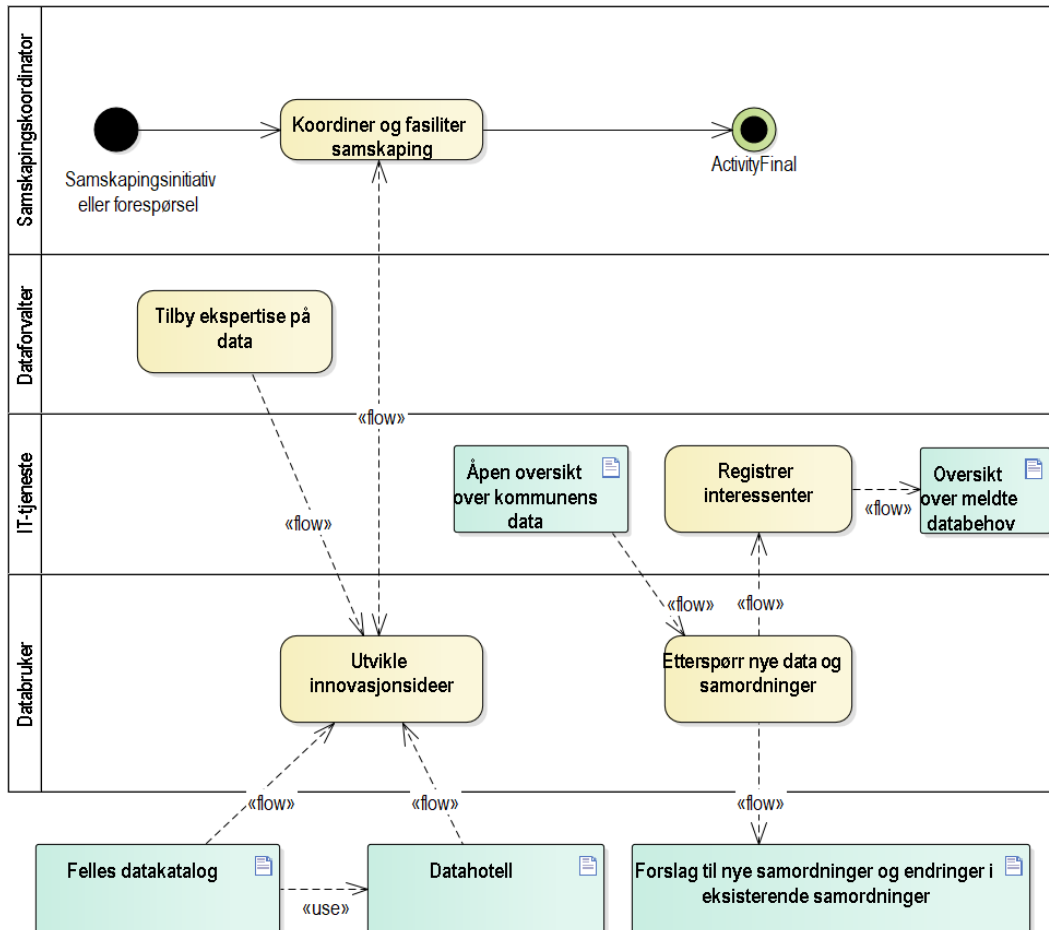 Samskapingskoordinator
Koordiner og fasiliter
samskaping
Samskapingsinitiativ
eller forespørsel
ActivityFinal
Dataforvalter
Tilby ekspertise på
data
«flow»
IT-tjeneste
Åpen oversikt
over kommunens
data
Registrer
interessenter
«flow»
Oversikt
over meldte
databehov
«flow»
«flow»
«flow»
Databruker
Utvikle
innovasjonsideer
Etterspørr nye data og
samordninger
«flow»
«flow»
«flow»
Felles datakatalog
«use»
Datahotell
Forslag til nye samordninger og endringer i
eksisterende samordninger